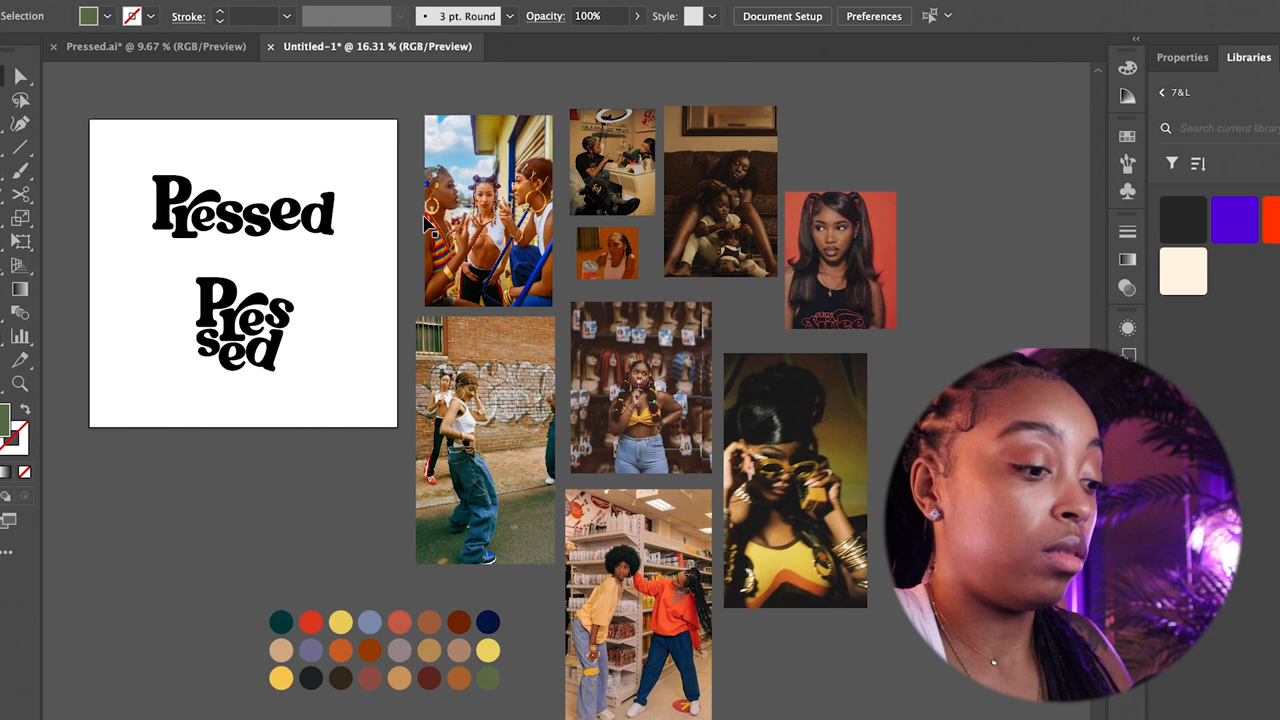 Selection
Stroke:
3 pt. Round
Opacity:
100%
Style:
Document Setup
Preferences
× Pressed.ai* @ 9.67 % (RGB/Preview)
× Untitled-1* @ 16.31 % (RGB/Preview)
Properties
Libraries
7&L
Search current library
Pressed
Pres
sed